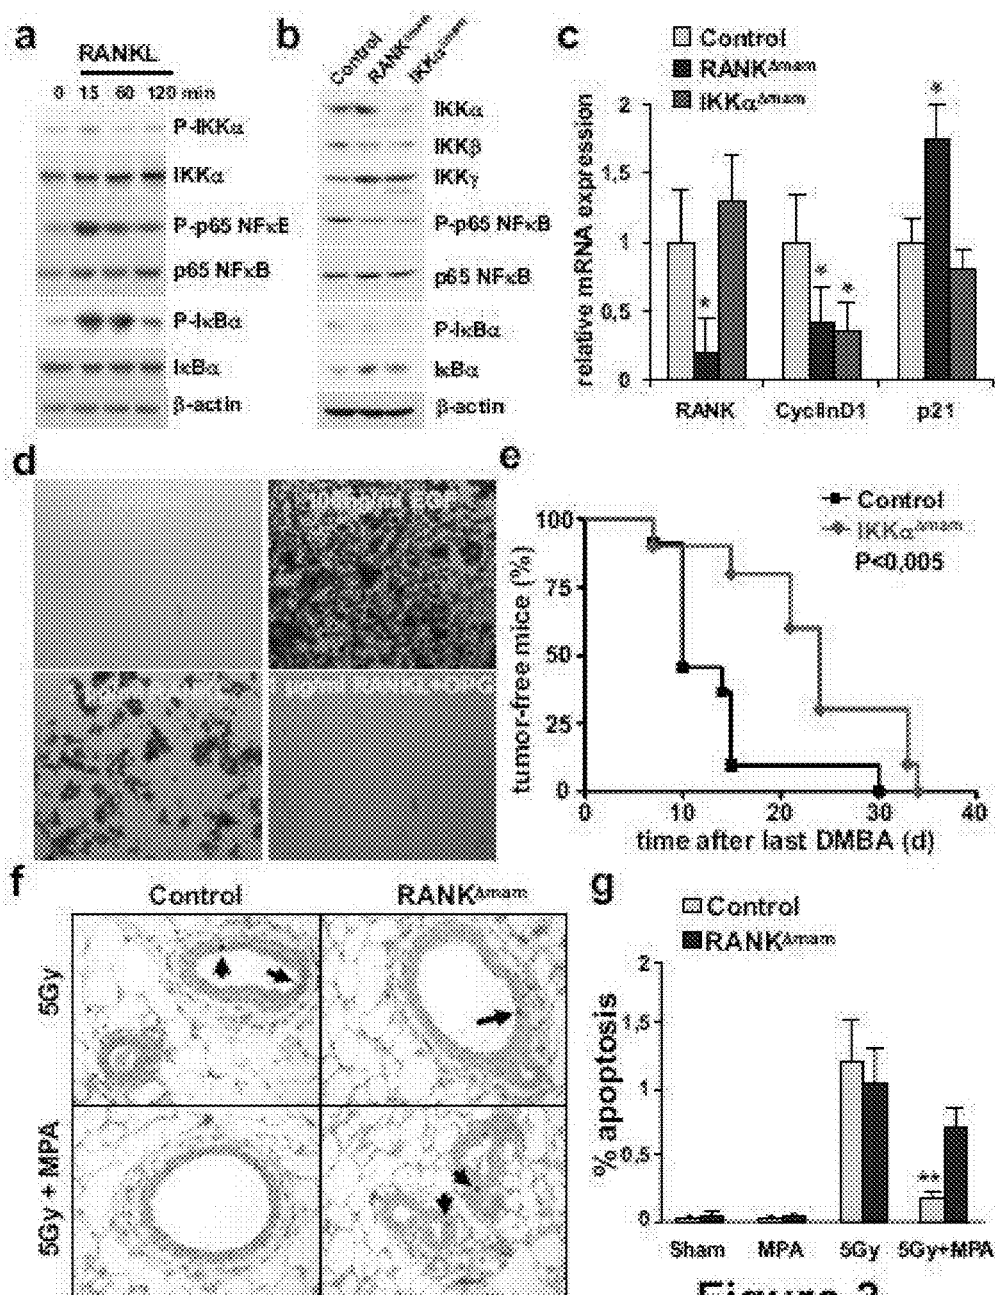 a
RANKL
0 15 60 120 min
P-IKKα
IKKα
P-p65 NFκB
p65 NFκB
P-IκBα
IκBα
β-actin
b
Control
RANKΔmam
IKKαΔmam
IKKα
IKKβ
IKKγ
P-p65 NFκB
p65 NFκB
P-IκBα
IκBα
β-actin
c
Control
RANKΔmam
IKKαΔmam
relative mRNA expression
2
1,5
1
0,5
0
*
*
*
*
RANK CyclinD1 p21
d
e
Control
IKKαΔmam
P<0,005
tumor-free mice (%)
100
75
50
25
0
0 10 20 30 40
time after last DMBA (d)
f
Control RANKΔmam
5Gy
5Gy + MPA
g
Control
RANKΔmam
% apoptosis
2
1,5
1
0,5
0
**
Sham MPA 5Gy 5Gy+MPA